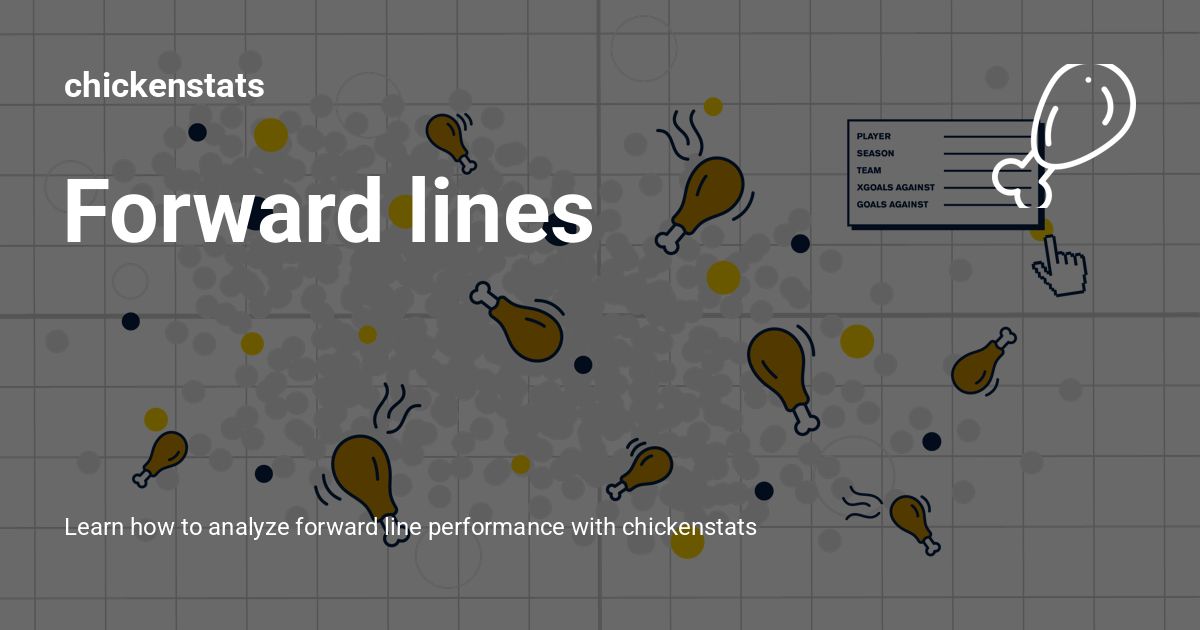 chickenstats
PLAYER
SEASON
TEAM
XGOALS AGAINST
GOALS AGAINST
Forward lines
Learn how to analyze forward line performance with chickenstats